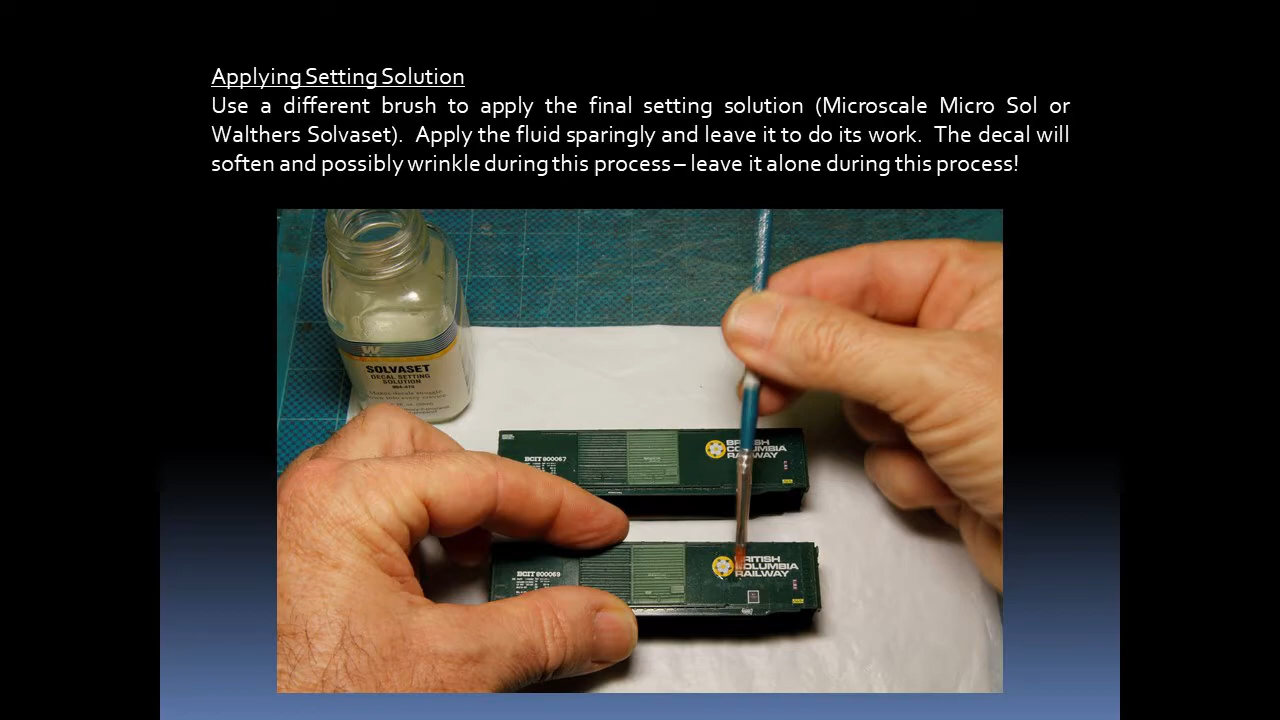 Applying Setting Solution
Use a different brush to apply the final setting solution (Microscale Micro Sol or
Walthers Solvaset).  Apply the fluid sparingly and leave it to do its work.  The decal will
soften and possibly wrinkle during this process – leave it alone during this process!
W
SOLVASET
DECAL SETTING
SOLUTION
BRITISH
COLUMBIA
RAILWAY
BCIT 800067
BRITISH
COLUMBIA
RAILWAY
BCIT 800069